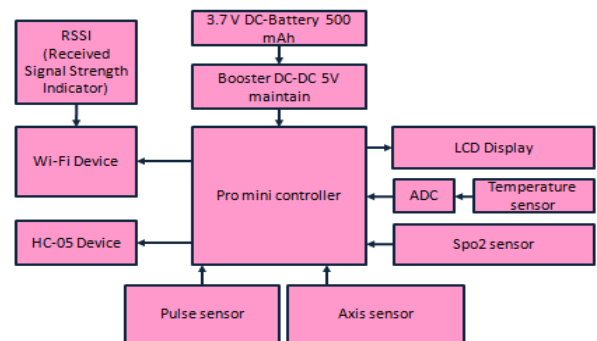 RSSI
(Received
Signal Strength
Indicator)
3.7 V DC-Battery 500
mAh
Booster DC-DC 5V
maintain
Wi-Fi Device
Pro mini controller
LCD Display
ADC
Temperature
sensor
HC-05 Device
Spo2 sensor
Pulse sensor
Axis sensor